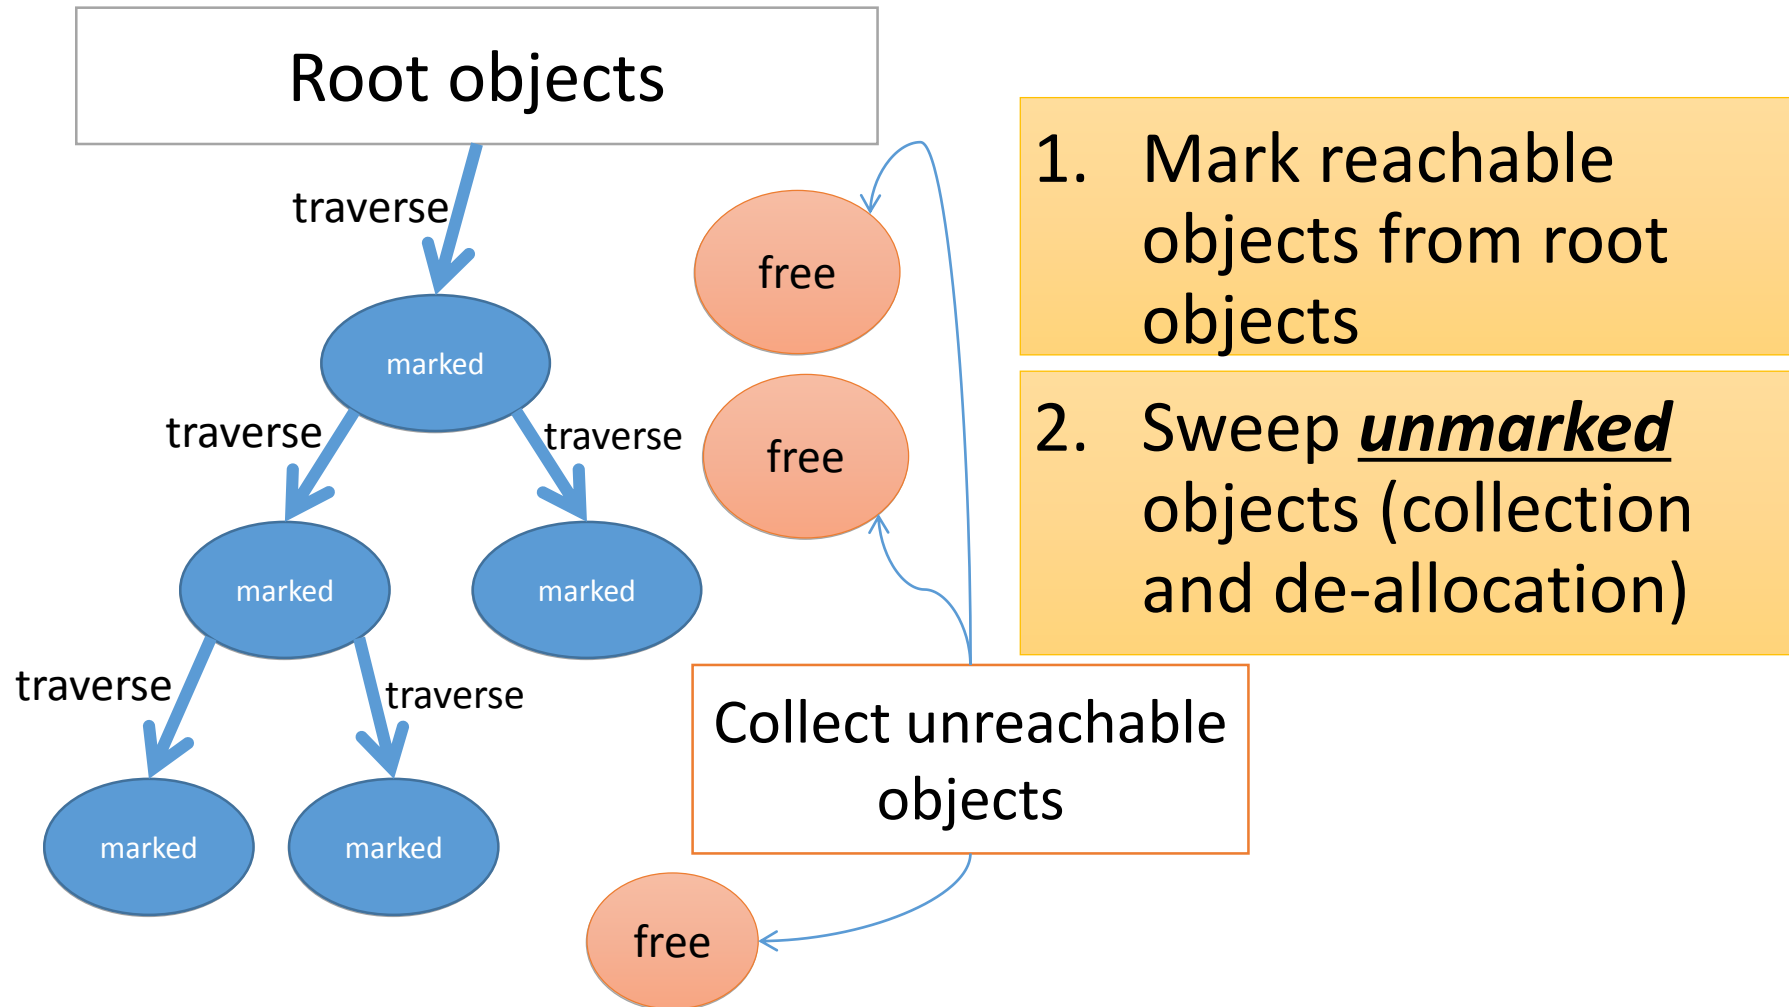 Root objects
traverse
marked
traverse
traverse
marked
marked
traverse
traverse
marked
marked
free
free
Collect unreachable
objects
free
1. Mark reachable
objects from root
objects
2. Sweep unmarked
objects (collection
and de-allocation)